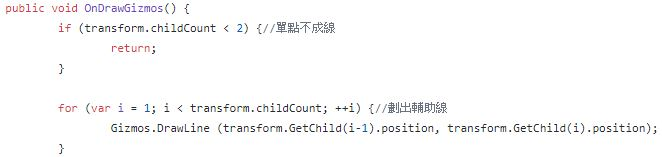 public void OnDrawGizmos() {
if (transform.childCount < 2) {//單點不成線
return;
}
for (var i = 1; i < transform.childCount; ++i) {//劃出輔助線
Gizmos.DrawLine (transform.GetChild(i-1).position, transform.GetChild(i).position);
}